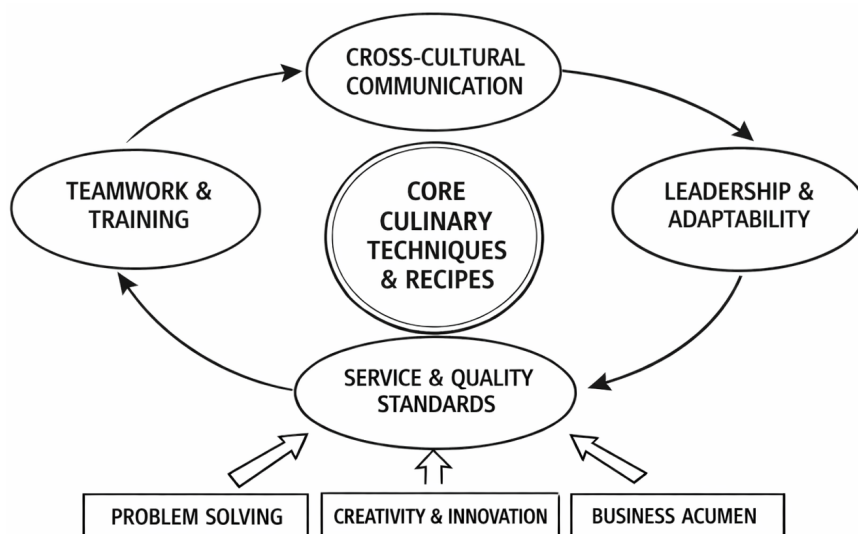 CROSS-CULTURAL
COMMUNICATION
TEAMWORK &
TRAINING
CORE
CULINARY
TECHNIQUES
& RECIPES
LEADERSHIP &
ADAPTABILITY
SERVICE & QUALITY
STANDARDS
PROBLEM SOLVING
CREATIVITY & INNOVATION
BUSINESS ACUMEN